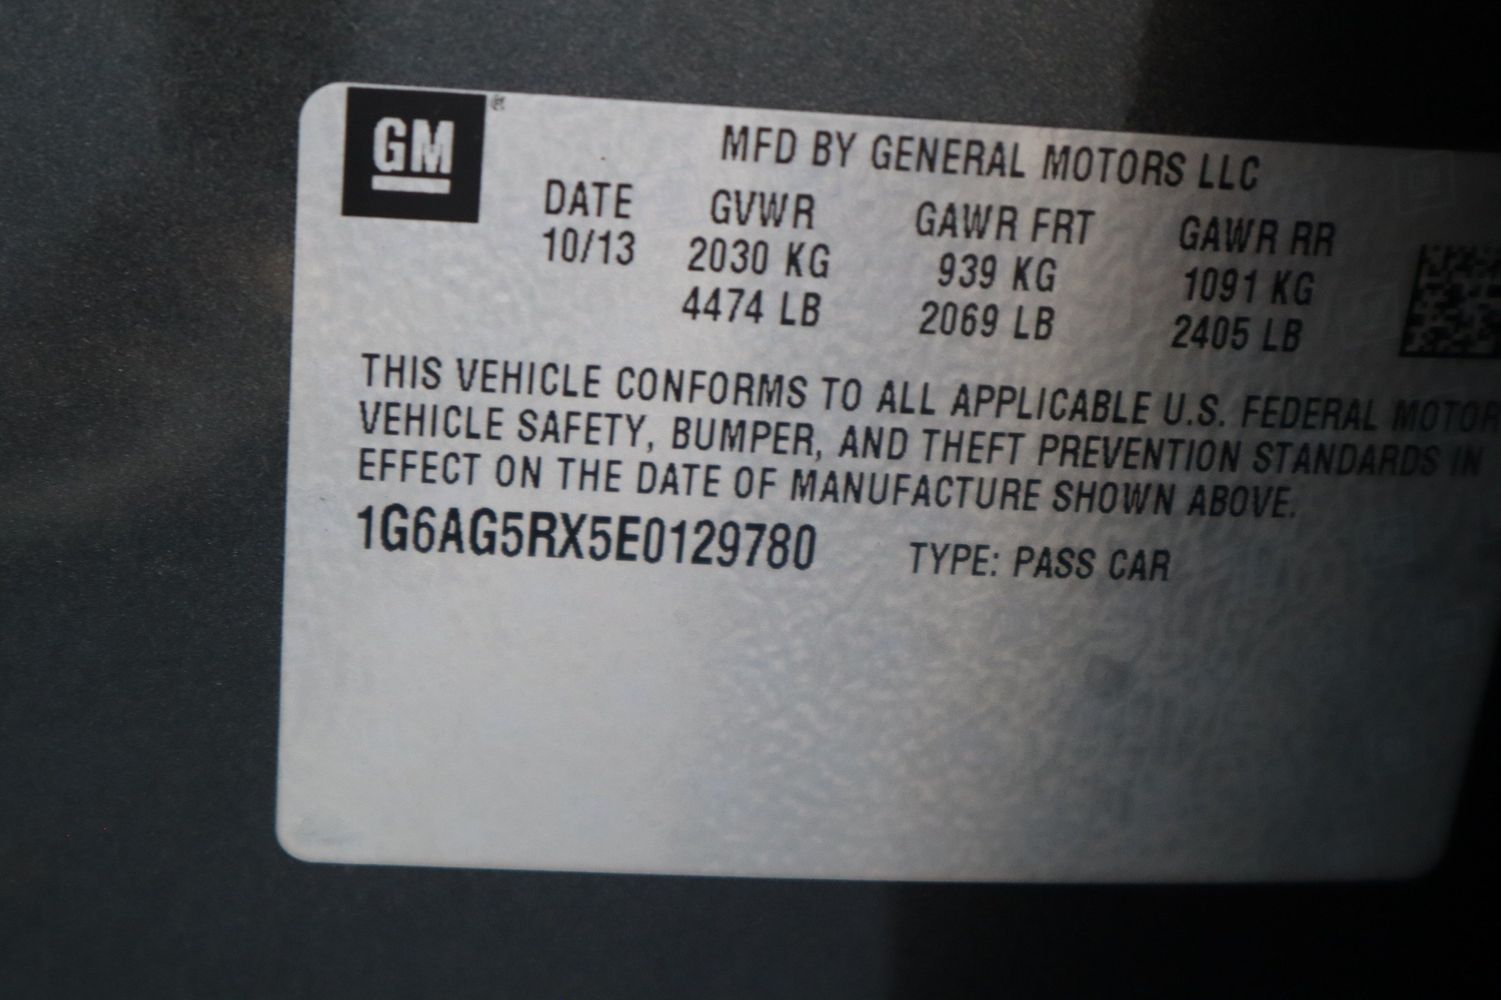 GM
MFD BY GENERAL MOTORS LLC
DATE GVWR GAWR FRT GAWR RR
10/13 2030 KG 939 KG 1091 KG
4474 LB 2069 LB 2405 LB
THIS VEHICLE CONFORMS TO ALL APPLICABLE U.S. FEDERAL MOTOR
VEHICLE SAFETY, BUMPER, AND THEFT PREVENTION STANDARDS IN
EFFECT ON THE DATE OF MANUFACTURE SHOWN ABOVE.
1G6AG5RX5E0129780 TYPE: PASS CAR